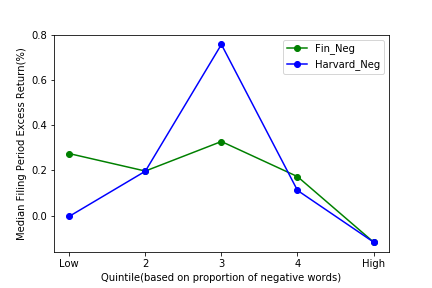 0.8
0.6
0.4
0.2
0.0
Median Filing Period Excess Return(%)
Fin_Neg
Harvard_Neg
Low 2 3 4 High
Quintile(based on proportion of negative words)